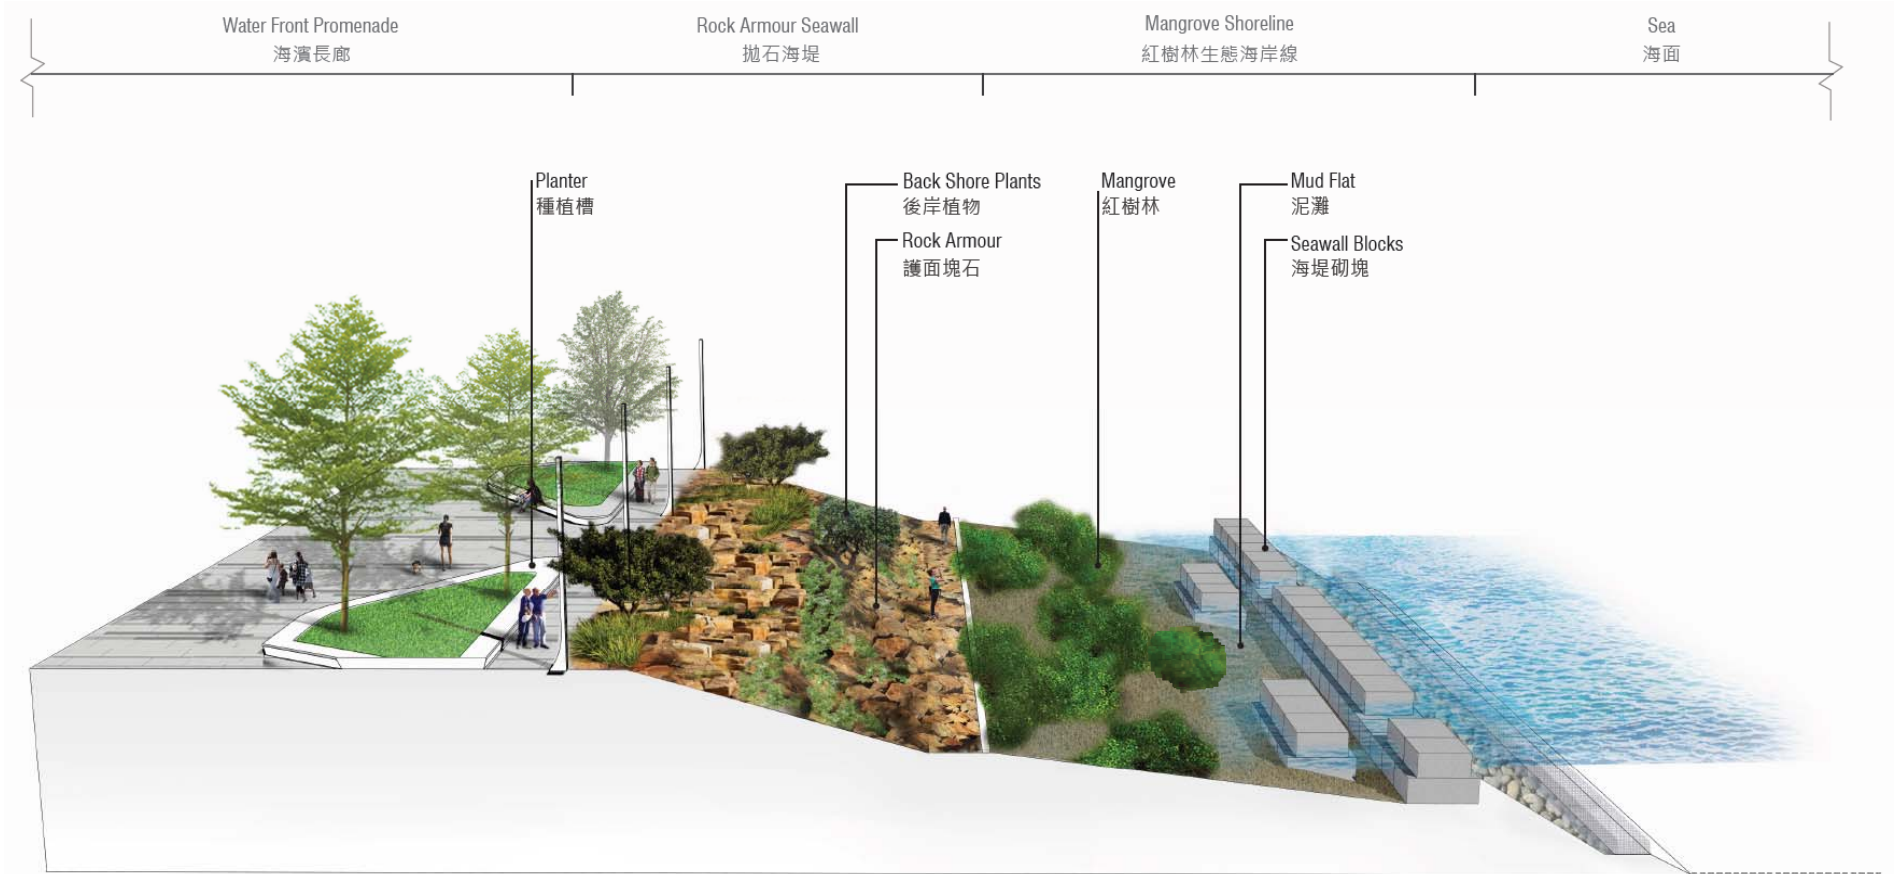 Water Front Promenade
海濱長廊
Rock Armour Seawall
拋石海堤
Mangrove Shoreline
紅樹林生態海岸線
Sea
海面
Planter
種植槽
Back Shore Plants
後岸植物
Rock Armour
護面塊石
Mangrove
紅樹林
Mud Flat
泥灘
Seawall Blocks
海堤砌塊